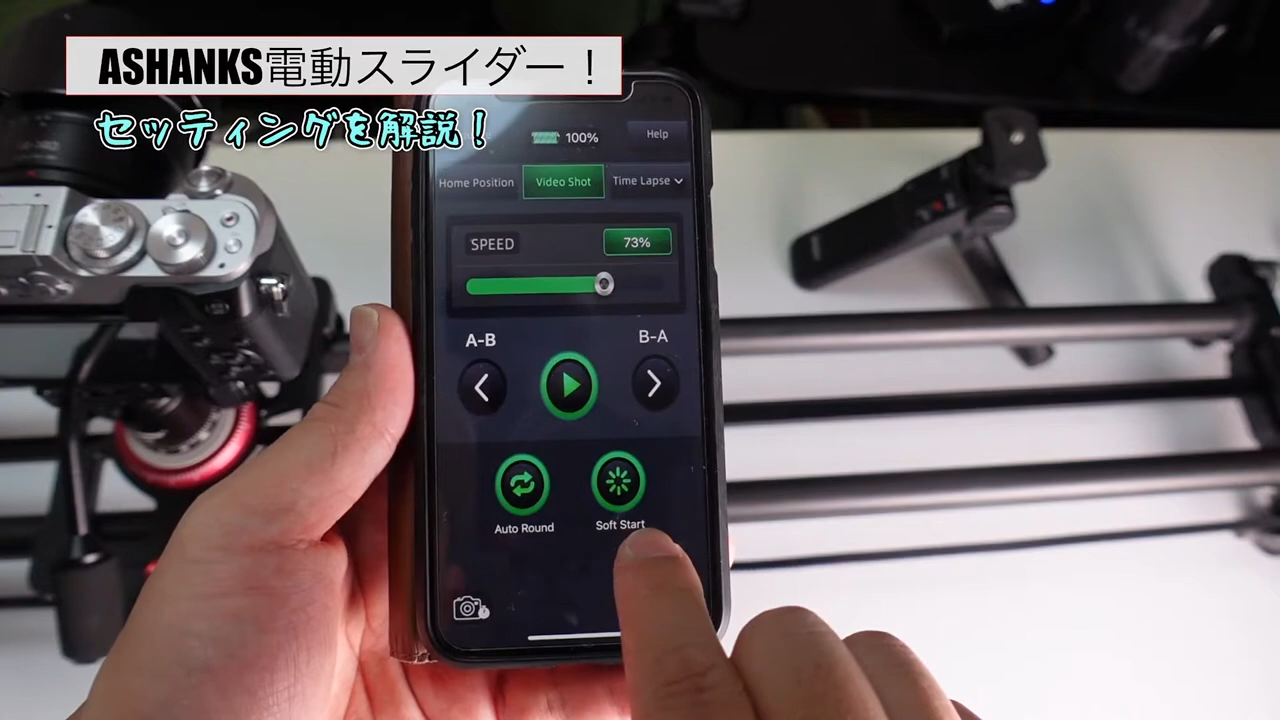 ASHANKS電動スライダー！
セッティングを解説！
100%
Help
Home Position
Video Shot
Time Lapse
SPEED
73%
A-B
B-A
Auto Round
Soft Start